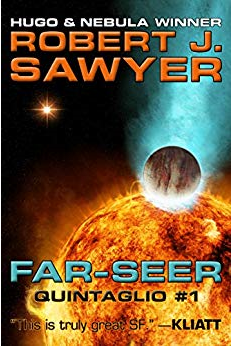 HUGO & NEBULA WINNER
ROBERT J.
SAWYER
FAR-SEER
QUINTAGLIO #1
"This is truly great SF." —KLIATT